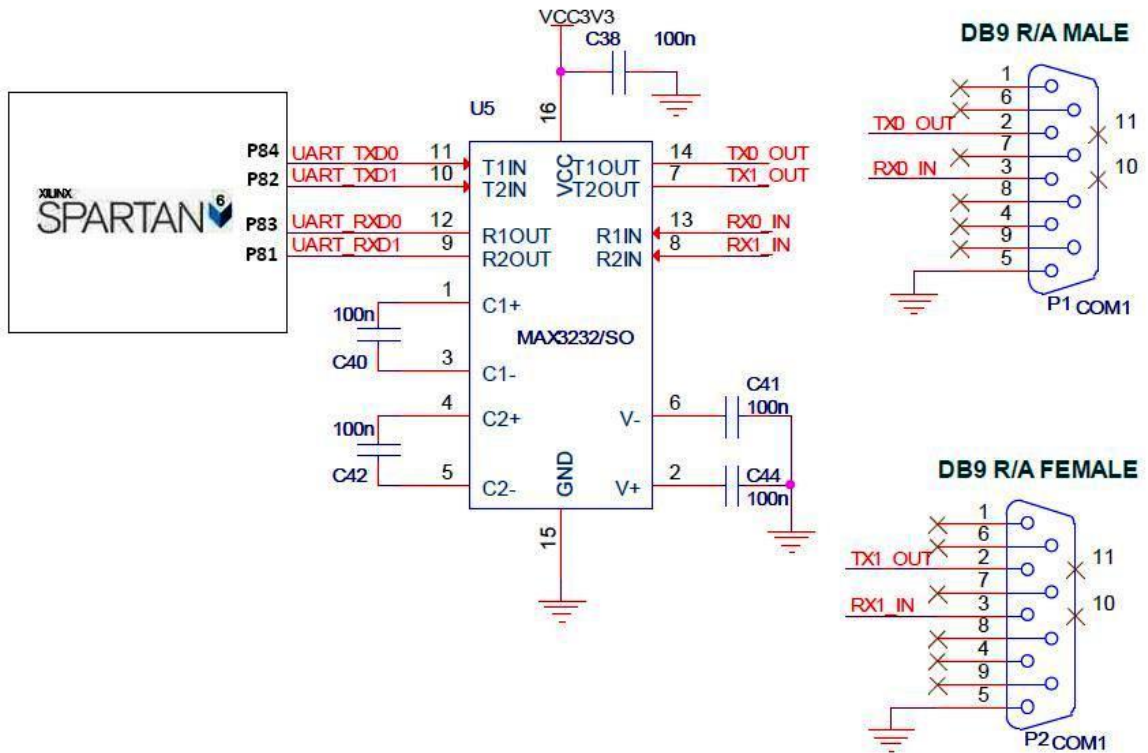 VCC3V3
C38 100n
U5
16
XILINX
SPARTAN 6
P84 UART_TXD0 11 T1IN
P82 UART_TXD1 10 T2IN
P83 UART_RXD0 12 R1OUT
P81 UART_RXD1 9 R2OUT
VCC
T1OUT 14 TX0_OUT
T2OUT 7 TX1_OUT
R1IN 13 RX0_IN
R2IN 8 RX1_IN
1 C1+
100n
C40
3 C1-
MAX3232/SO
4 C2+
100n
C42
5 C2-
GND
15
V- 6
C41
100n
V+ 2
C44
100n
DB9 R/A MALE
1
6
TX0_OUT 2
7
RX0_IN 3
8
4
9
5
11
10
P1 COM1
DB9 R/A FEMALE
1
6
TX1_OUT 2
7
RX1_IN 3
8
4
9
5
11
10
P2 COM1